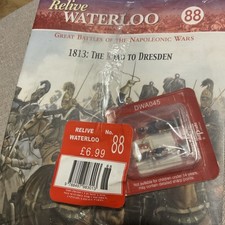 Relive
WATERLOO
88
GREAT BATTLES OF THE NAPOLEONIC WARS
1813: THE ROAD TO DRESDEN
DWA045
RELIVE
WATERLOO
No.
88
£6.99
88